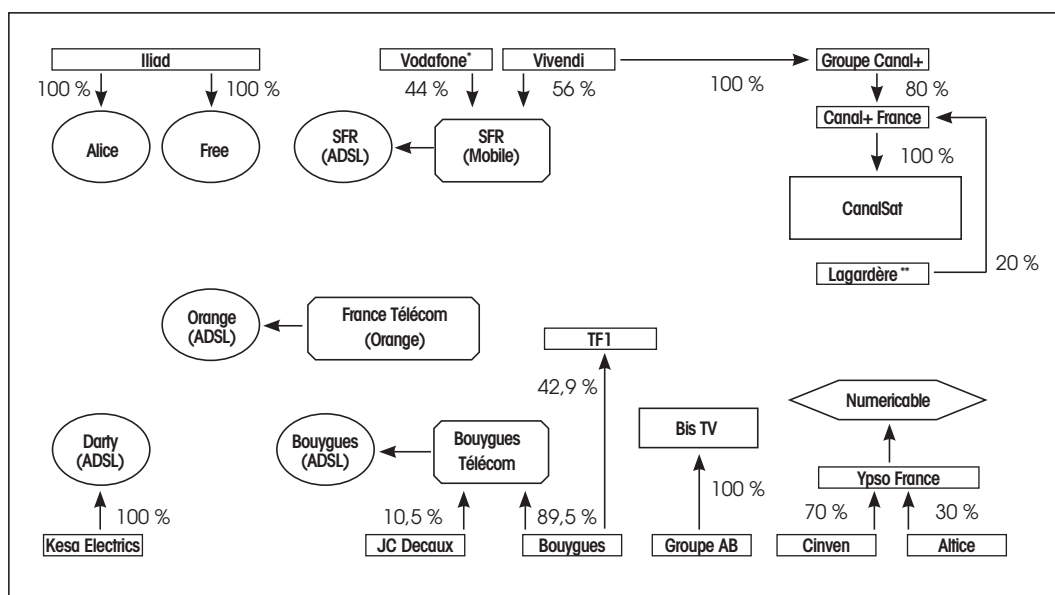 Iliad
Vodafone*
Vivendi
Groupe Canal+
100 %
100 %
44 %
56 %
100 %
80 %
Canal+ France
Alice
Free
SFR
(ADSL)
SFR
(Mobile)
100 %
CanalSat
Lagardère **
20 %
Orange
(ADSL)
France Télécom
(Orange)
TF1
42,9 %
Numericable
Darty
(ADSL)
Bouygues
(ADSL)
Bouygues
Télécom
Bis TV
Ypso France
100 %
100 %
10,5 %
89,5 %
70 %
30 %
Kesa Electrics
JC Decaux
Bouygues
Groupe AB
Cinven
Altice